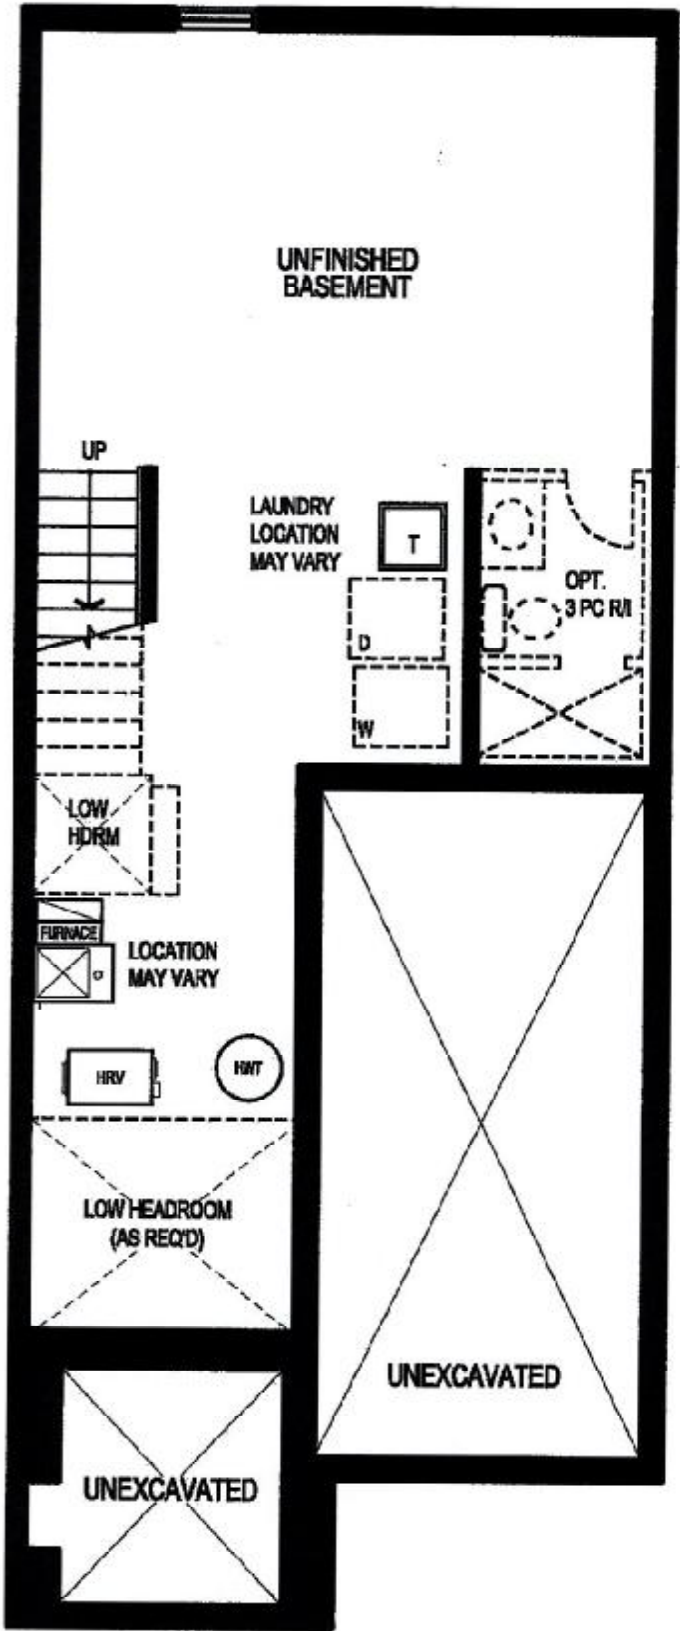 UNFINISHED
BASEMENT
UP
LAUNDRY
LOCATION
MAY VARY
T
D
W
OPT.
3 PC R/I
LOW
HDRM
FURNACE
LOCATION
MAY VARY
HRV
HWT
LOW HEADROOM
(AS REQ'D)
UNEXCAVATED
UNEXCAVATED